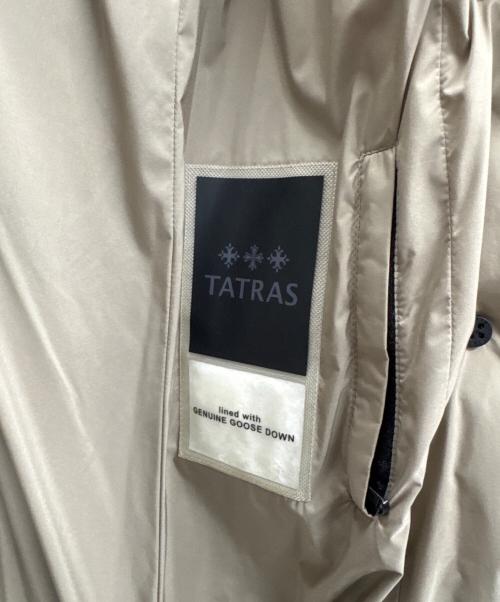 TATRAS
lined with
GENUINE GOOSE DOWN